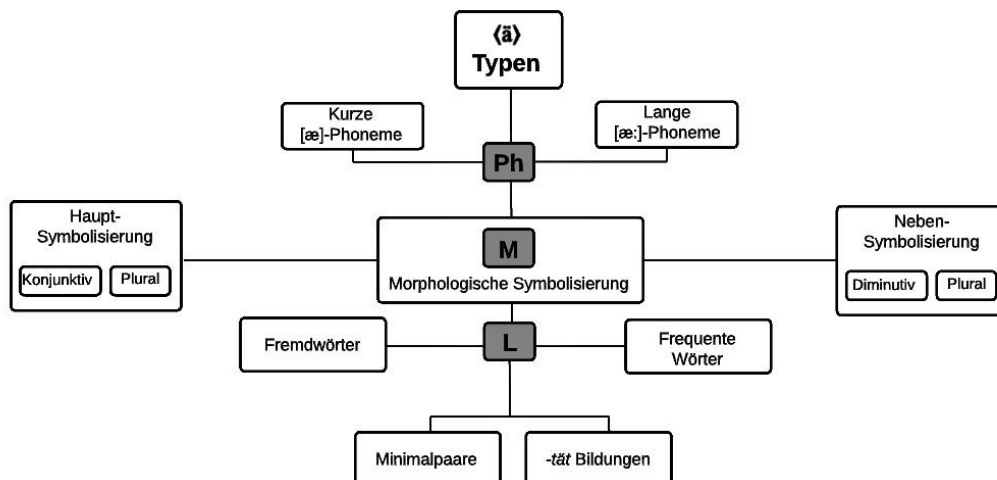 ⟨ä⟩
Typen
Kurze
[æ]-Phoneme
Lange
[æ:]-Phoneme
Ph
Haupt-
Symbolisierung
Konjunktiv
Plural
M
Morphologische Symbolisierung
Neben-
Symbolisierung
Diminutiv
Plural
Fremdwörter
L
Frequente
Wörter
Minimalpaare
-tät Bildungen